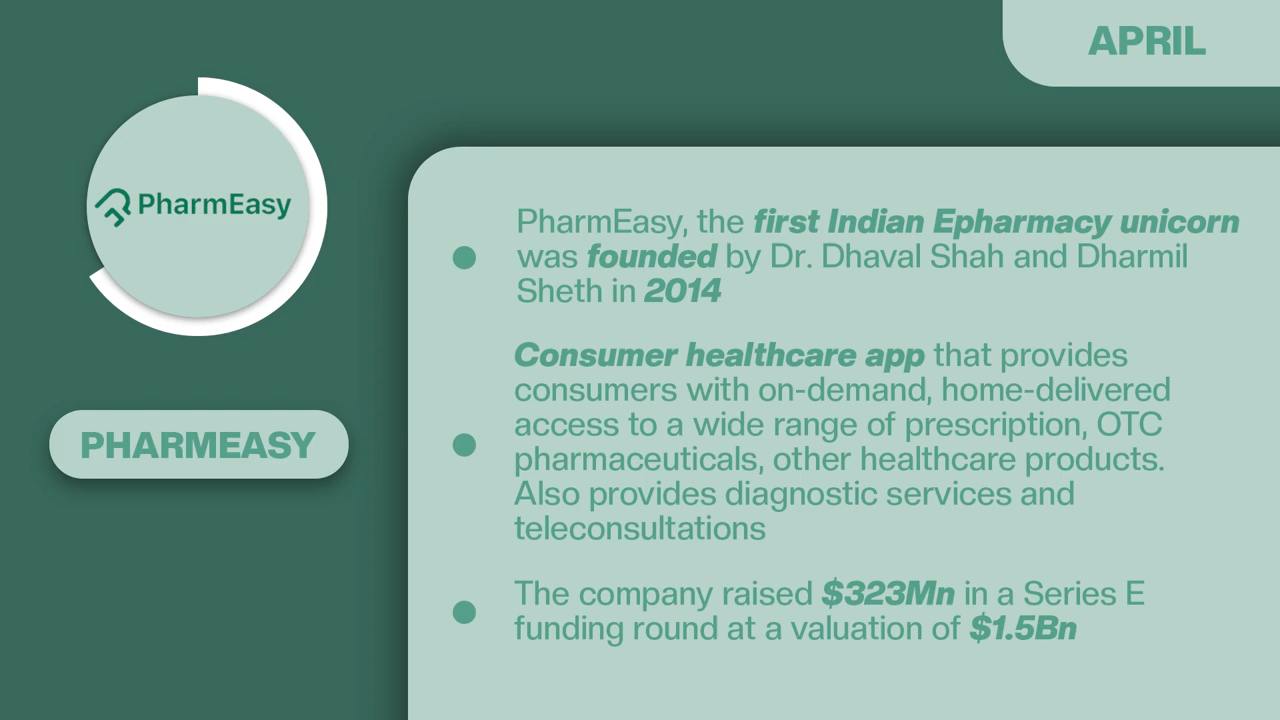 APRIL
PharmEasy
PHARMEASY
PharmEasy, the first Indian Epharmacy unicorn
was founded by Dr. Dhaval Shah and Dharmil
Sheth in 2014
Consumer healthcare app that provides
consumers with on-demand, home-delivered
access to a wide range of prescription, OTC
pharmaceuticals, other healthcare products.
Also provides diagnostic services and
teleconsultations
The company raised $323Mn in a Series E
funding round at a valuation of $1.5Bn